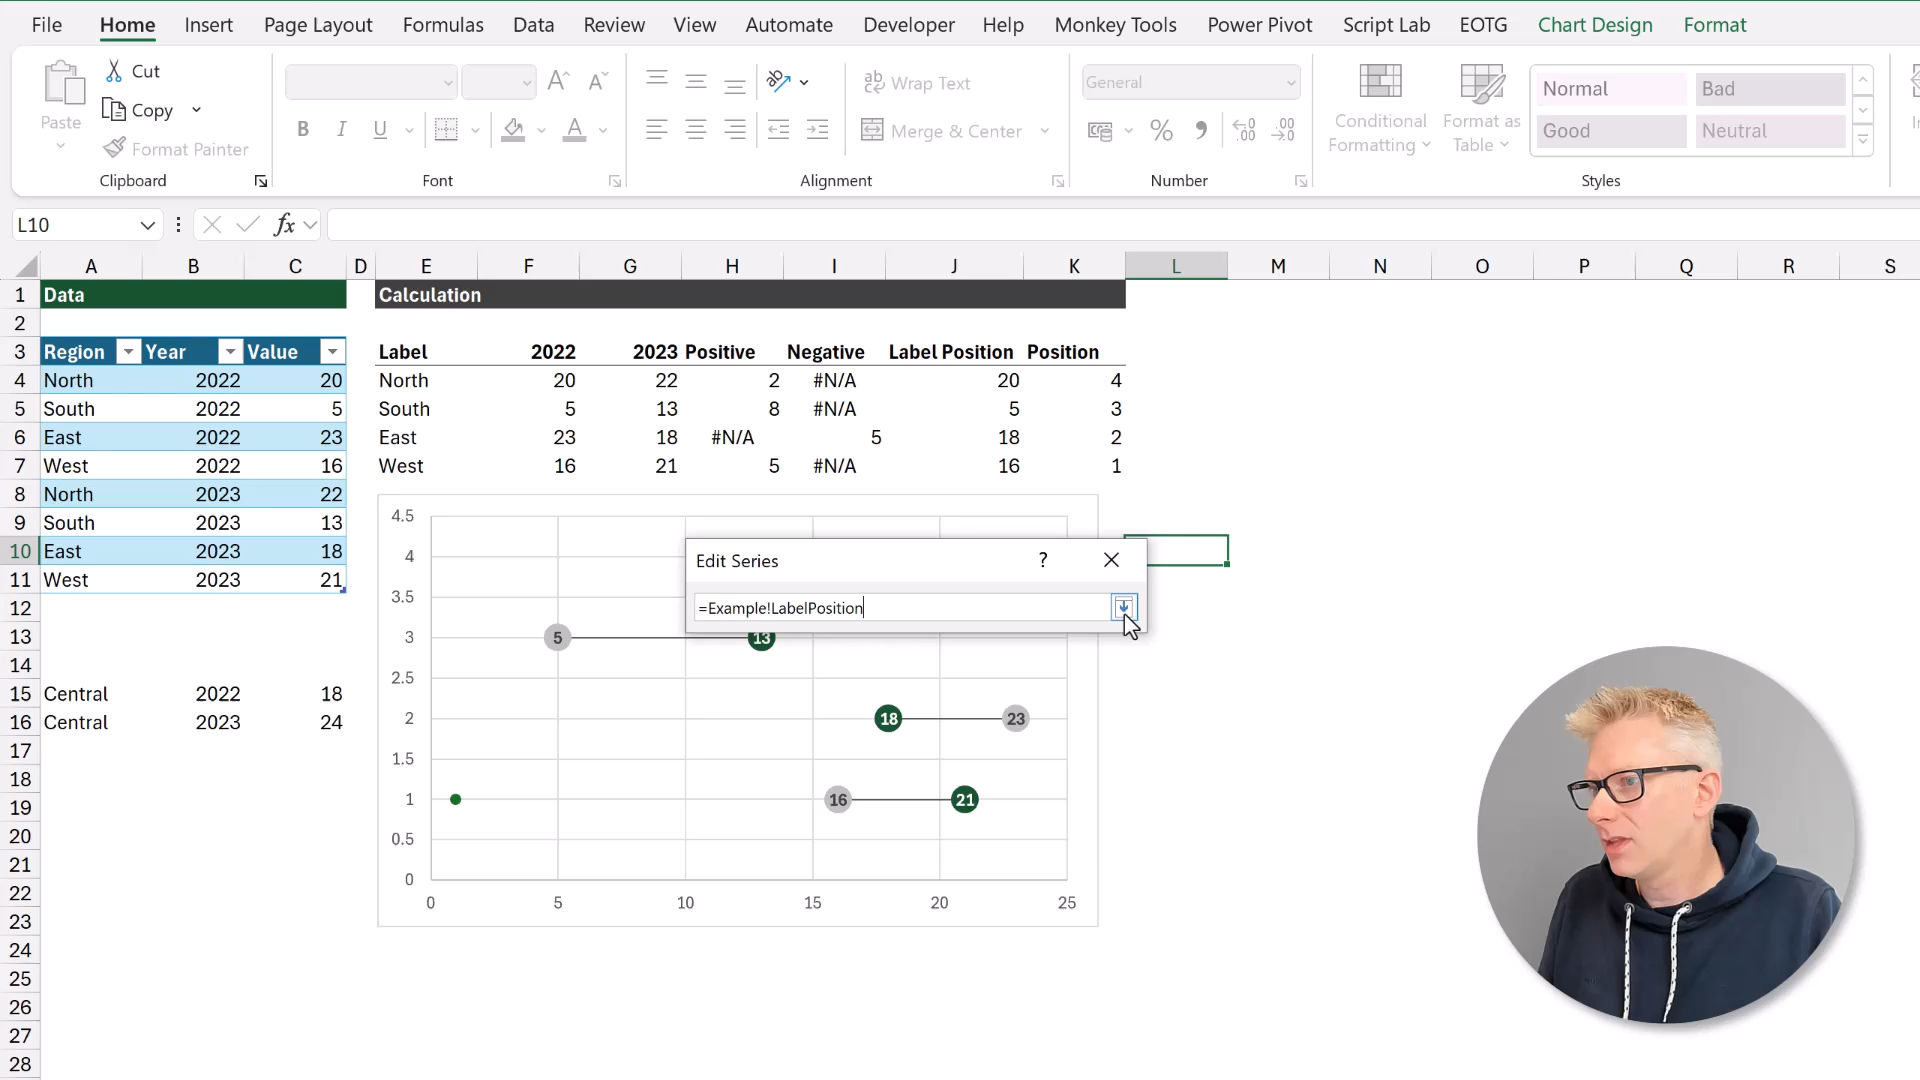 File Home Insert Page Layout Formulas Data Review View Automate Developer Help Monkey Tools Power Pivot Script Lab EOTG Chart Design Format
Paste
Cut
Copy
Format Painter
Clipboard
B I U
Font
Wrap Text
Merge & Center
Alignment
General
Number
Conditional Formatting
Format as Table
Normal Bad
Good Neutral
Styles
L10
fx
A B C D E F G H I J K L M N O P Q R S
1 Data Calculation
2
3 Region Year Value Label 2022 2023 Positive Negative Label Position Position
4 North 2022 20 North 20 22 2 #N/A 20 4
5 South 2022 5 South 5 13 8 #N/A 5 3
6 East 2022 23 East 23 18 #N/A 5 18 2
7 West 2022 16 West 16 21 5 #N/A 16 1
8 North 2023 22
9 South 2023 13
10 East 2023 18
11 West 2023 21
12
13
14
15 Central 2022 18
16 Central 2023 24
17
18
19
20
21
22
23
24
25
26
27
28
4.5
4
3.5
3
2.5
2
1.5
1
0.5
0
0 5 10 15 20 25
Edit Series ?
=Example!LabelPosition
5 13
18 23
16 21